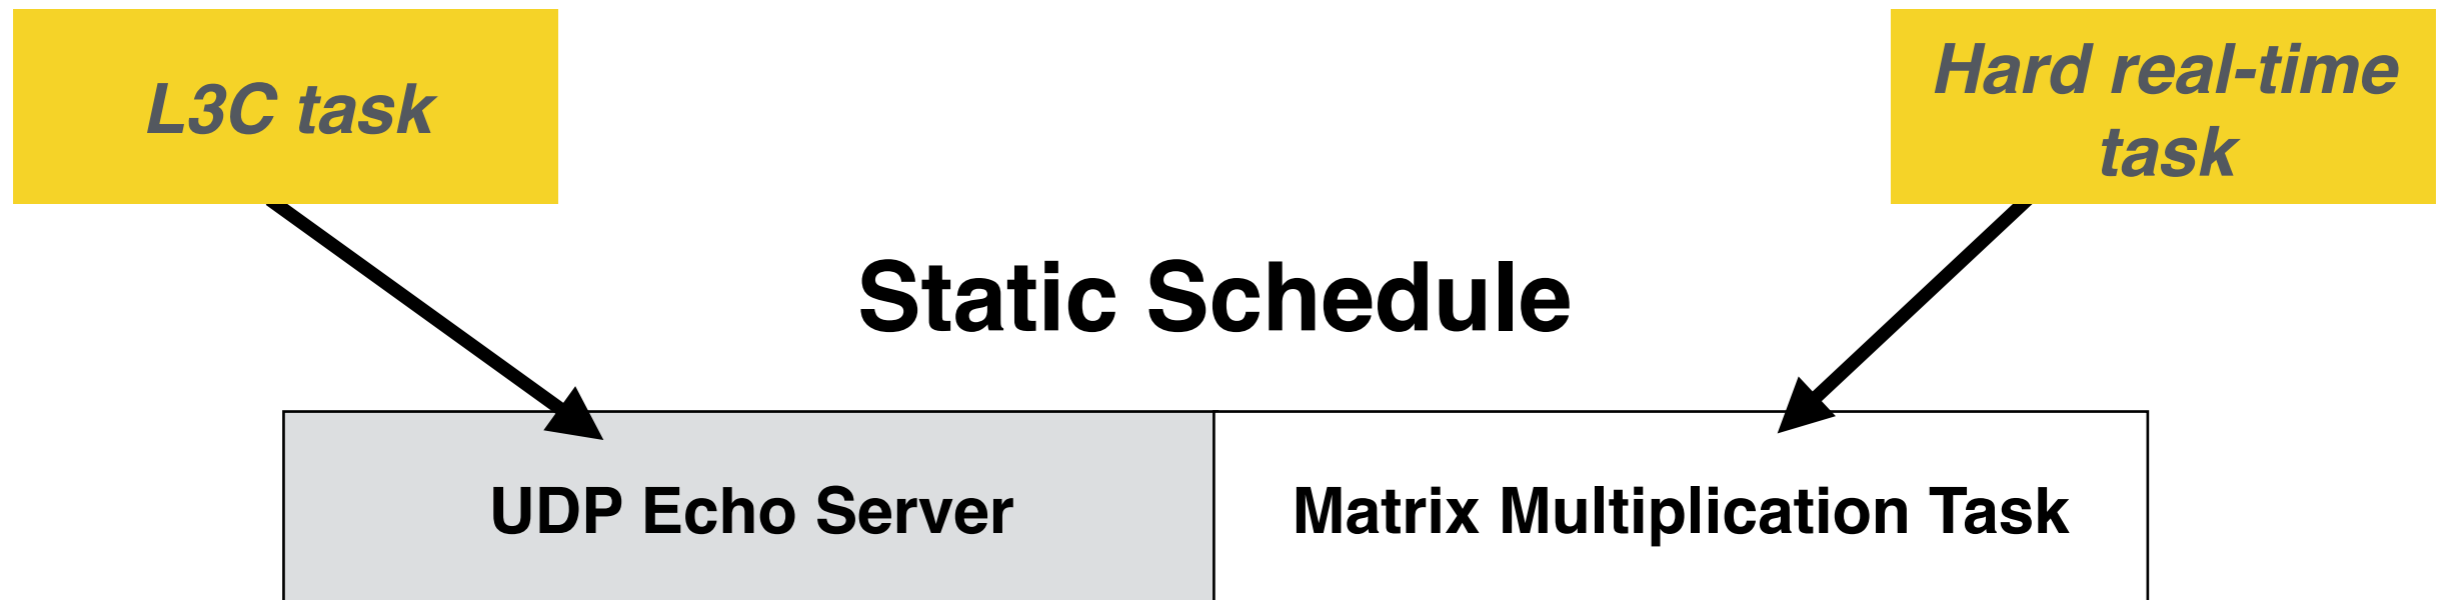 L3C task
Hard real-time
task
Static Schedule
UDP Echo Server
Matrix Multiplication Task